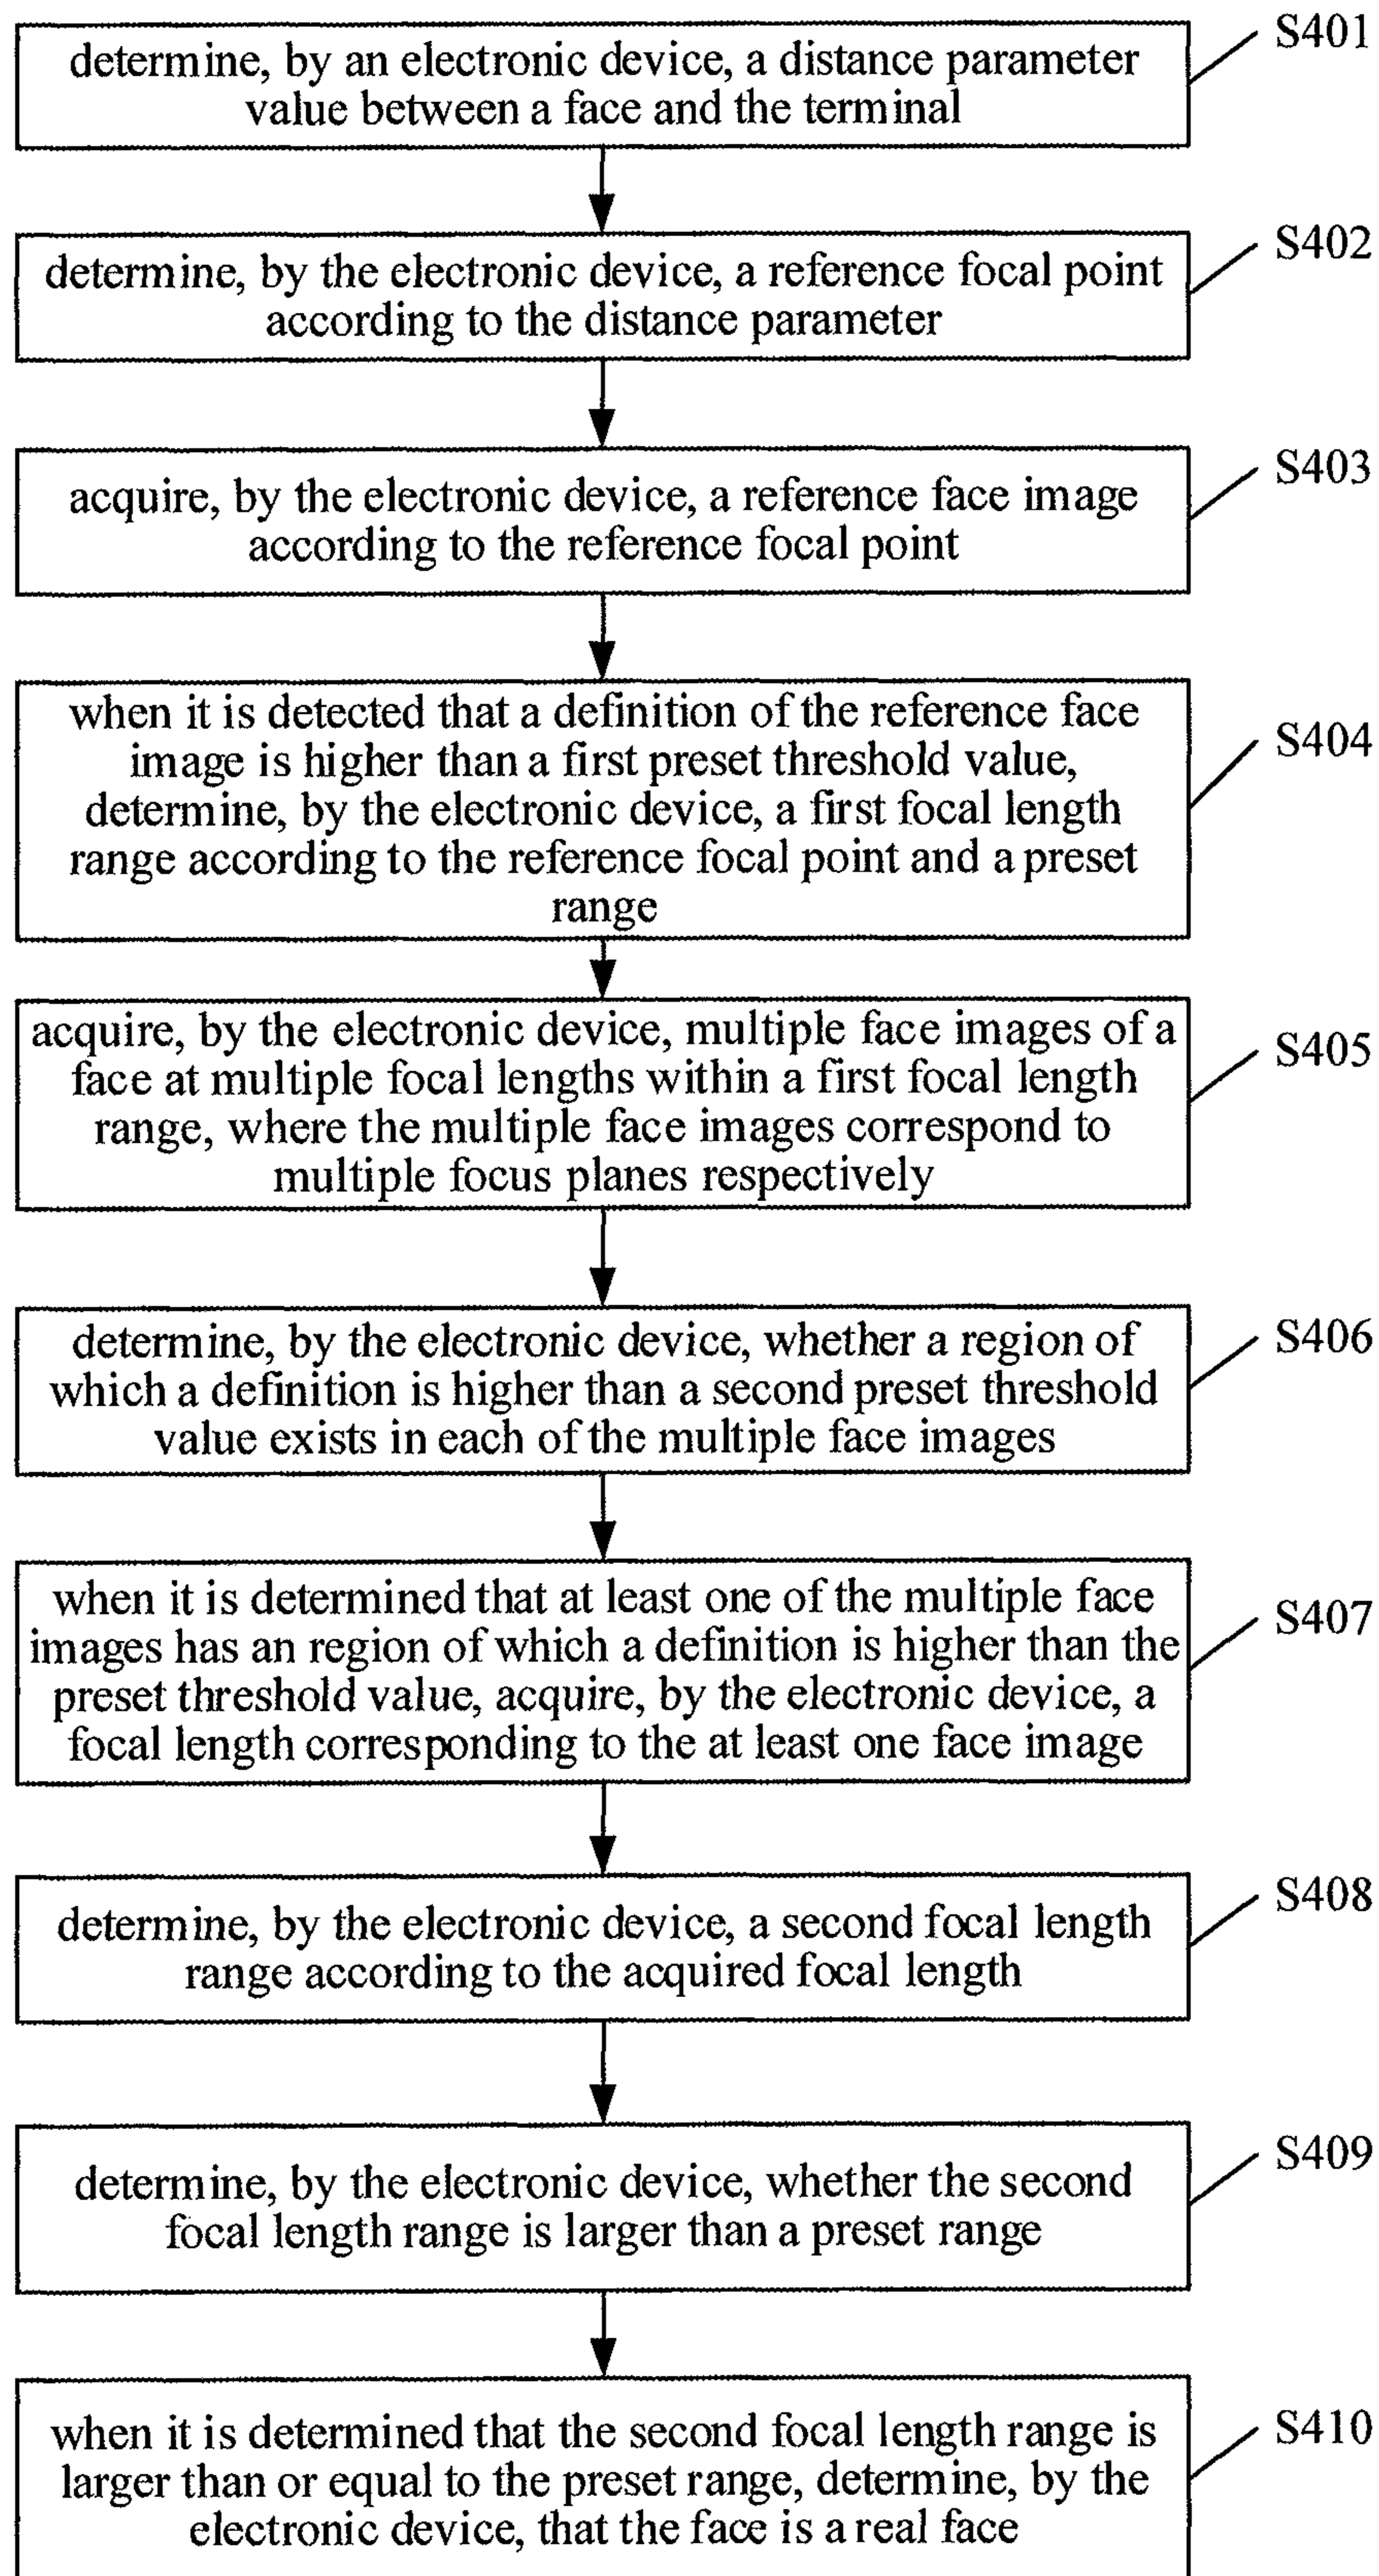 determine, by an electronic device, a distance parameter
value between a face and the terminal
S401
determine, by the electronic device, a reference focal point
according to the distance parameter
S402
acquire, by the electronic device, a reference face image
according to the reference focal point
S403
when it is detected that a definition of the reference face
image is higher than a first preset threshold value,
determine, by the electronic device, a first focal length
range according to the reference focal point and a preset
range
S404
acquire, by the electronic device, multiple face images of a
face at multiple focal lengths within a first focal length
range, where the multiple face images correspond to
multiple focus planes respectively
S405
determine, by the electronic device, whether a region of
which a definition is higher than a second preset threshold
value exists in each of the multiple face images
S406
when it is determined that at least one of the multiple face
images has an region of which a definition is higher than the
preset threshold value, acquire, by the electronic device, a
focal length corresponding to the at least one face image
S407
determine, by the electronic device, a second focal length
range according to the acquired focal length
S408
determine, by the electronic device, whether the second
focal length range is larger than a preset range
S409
when it is determined that the second focal length range is
larger than or equal to the preset range, determine, by the
electronic device, that the face is a real face
S410